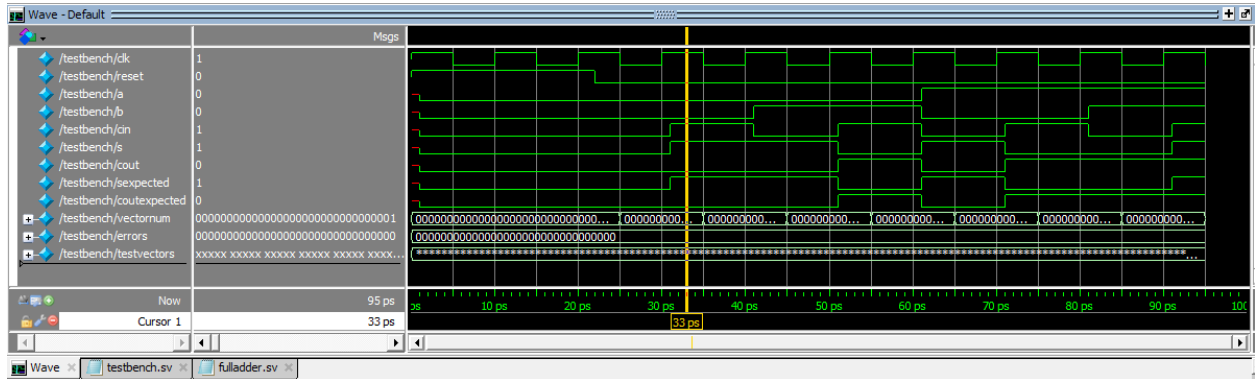 Wave - Default
Msgs
/testbench/clk 1
/testbench/reset 0
/testbench/a 0
/testbench/b 0
/testbench/cin 1
/testbench/s 1
/testbench/cout 0
/testbench/sexpected 1
/testbench/coutexpected 0
/testbench/vectornum 00000000000000000000000000000001 000000000000000000000000000... 000000000... 000000000... 000000000... 000000000... 000000000... 000000000... 000000000...
/testbench/errors 00000000000000000000000000000000 00000000000000000000000000000000
/testbench/testvectors xxxxx xxxxx xxxxx xxxxx xxxxx xxxx...
Now 95 ps ps 10 ps 20 ps 30 ps 40 ps 50 ps 60 ps 70 ps 80 ps 90 ps 100
Cursor 1 33 ps 33 ps
Wave testbench.sv fulladder.sv